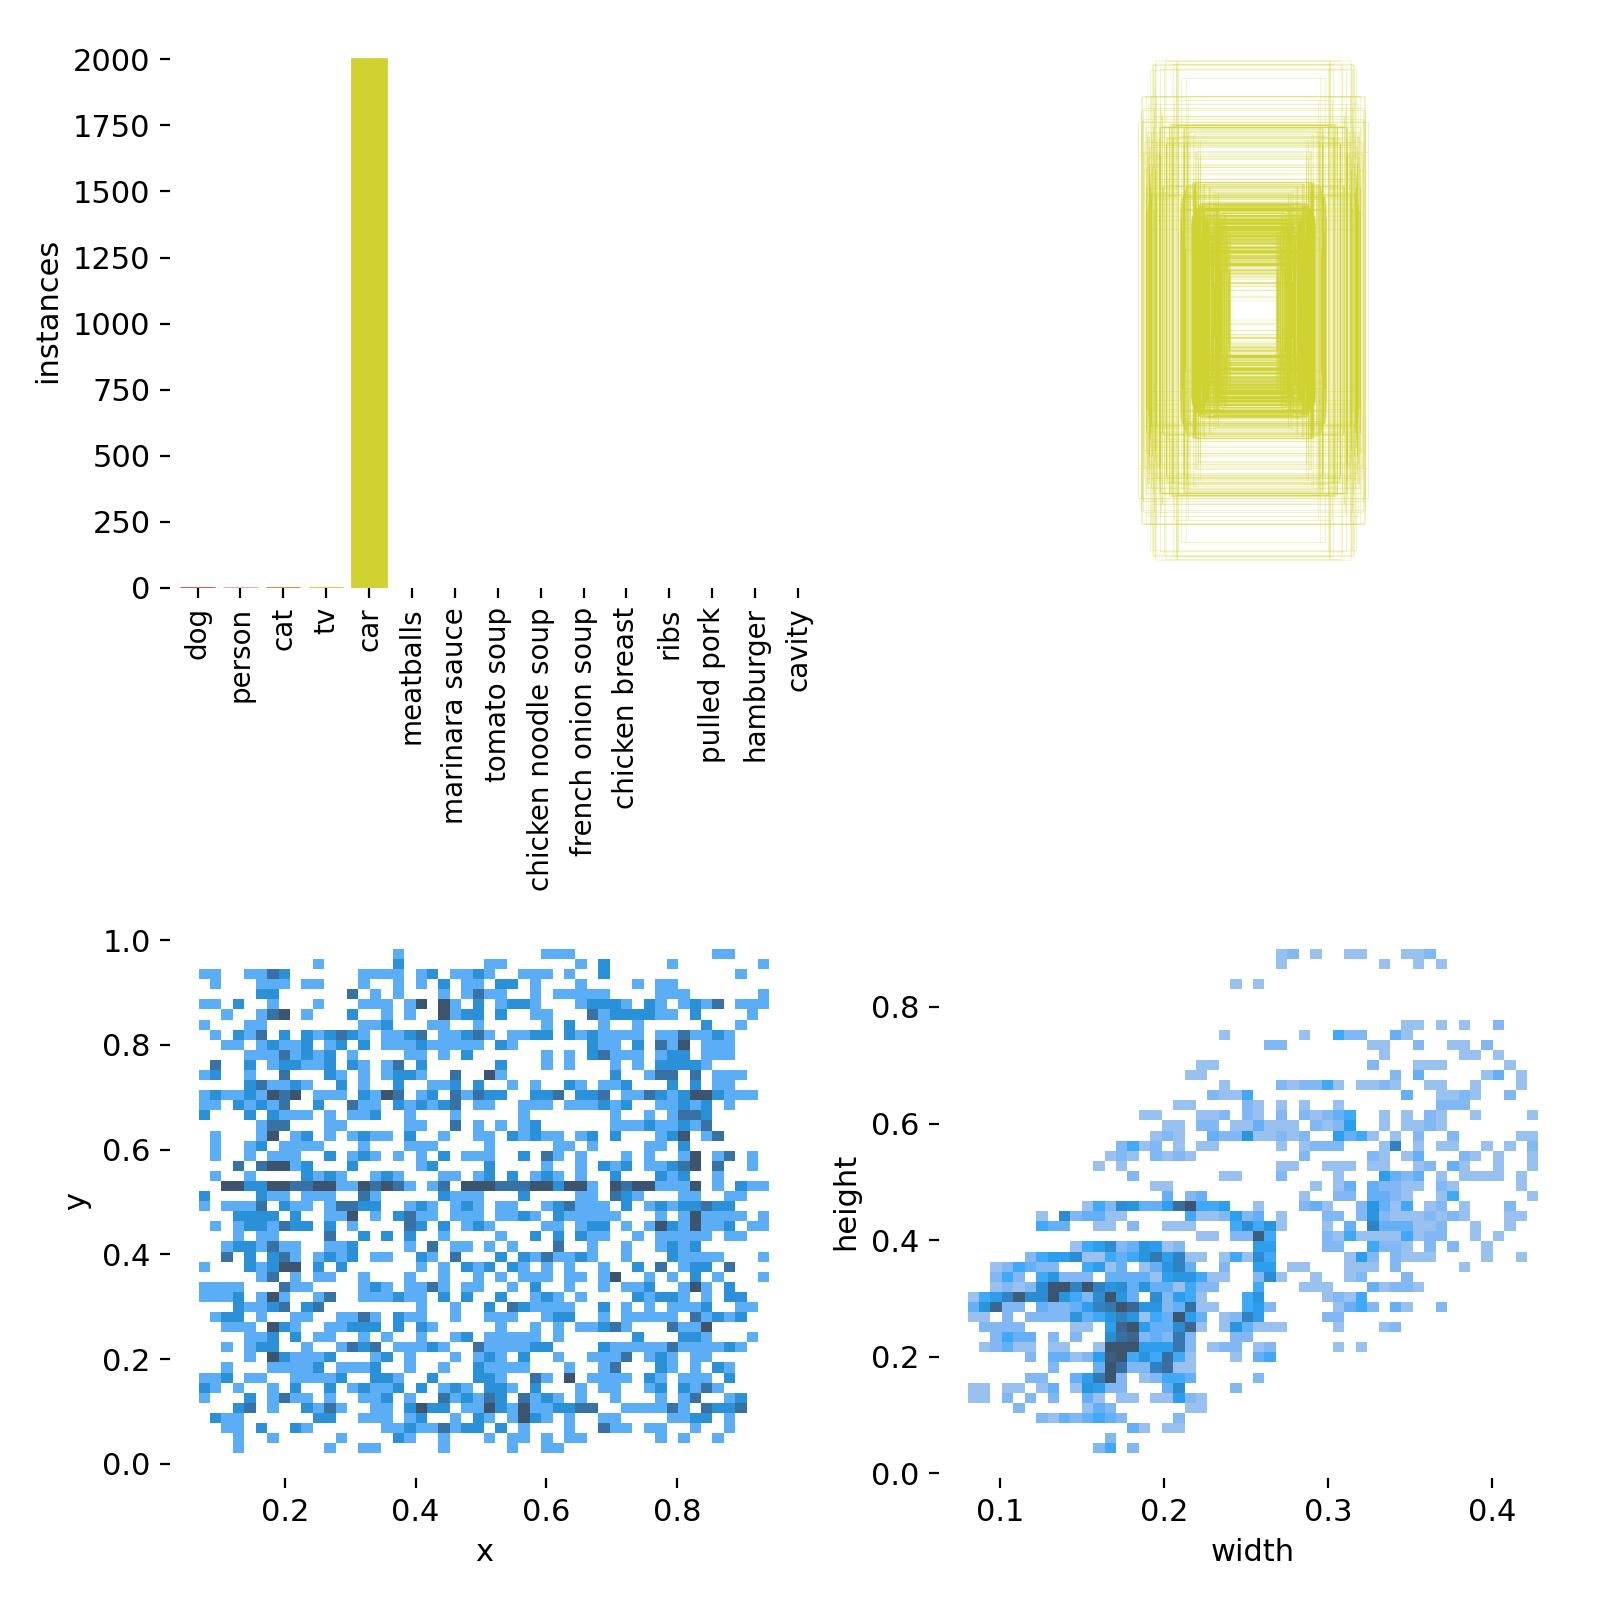 2000
1750
1500
1250
1000
750
500
250
0
instances
dog
person
cat
tv
car
meatballs
marinara sauce
tomato soup
chicken noodle soup
french onion soup
chicken breast
ribs
pulled pork
hamburger
cavity
1.0
0.8
0.6
0.4
0.2
0.0
y
0.2 0.4 0.6 0.8
x
0.8
0.6
0.4
0.2
0.0
height
0.1 0.2 0.3 0.4
width